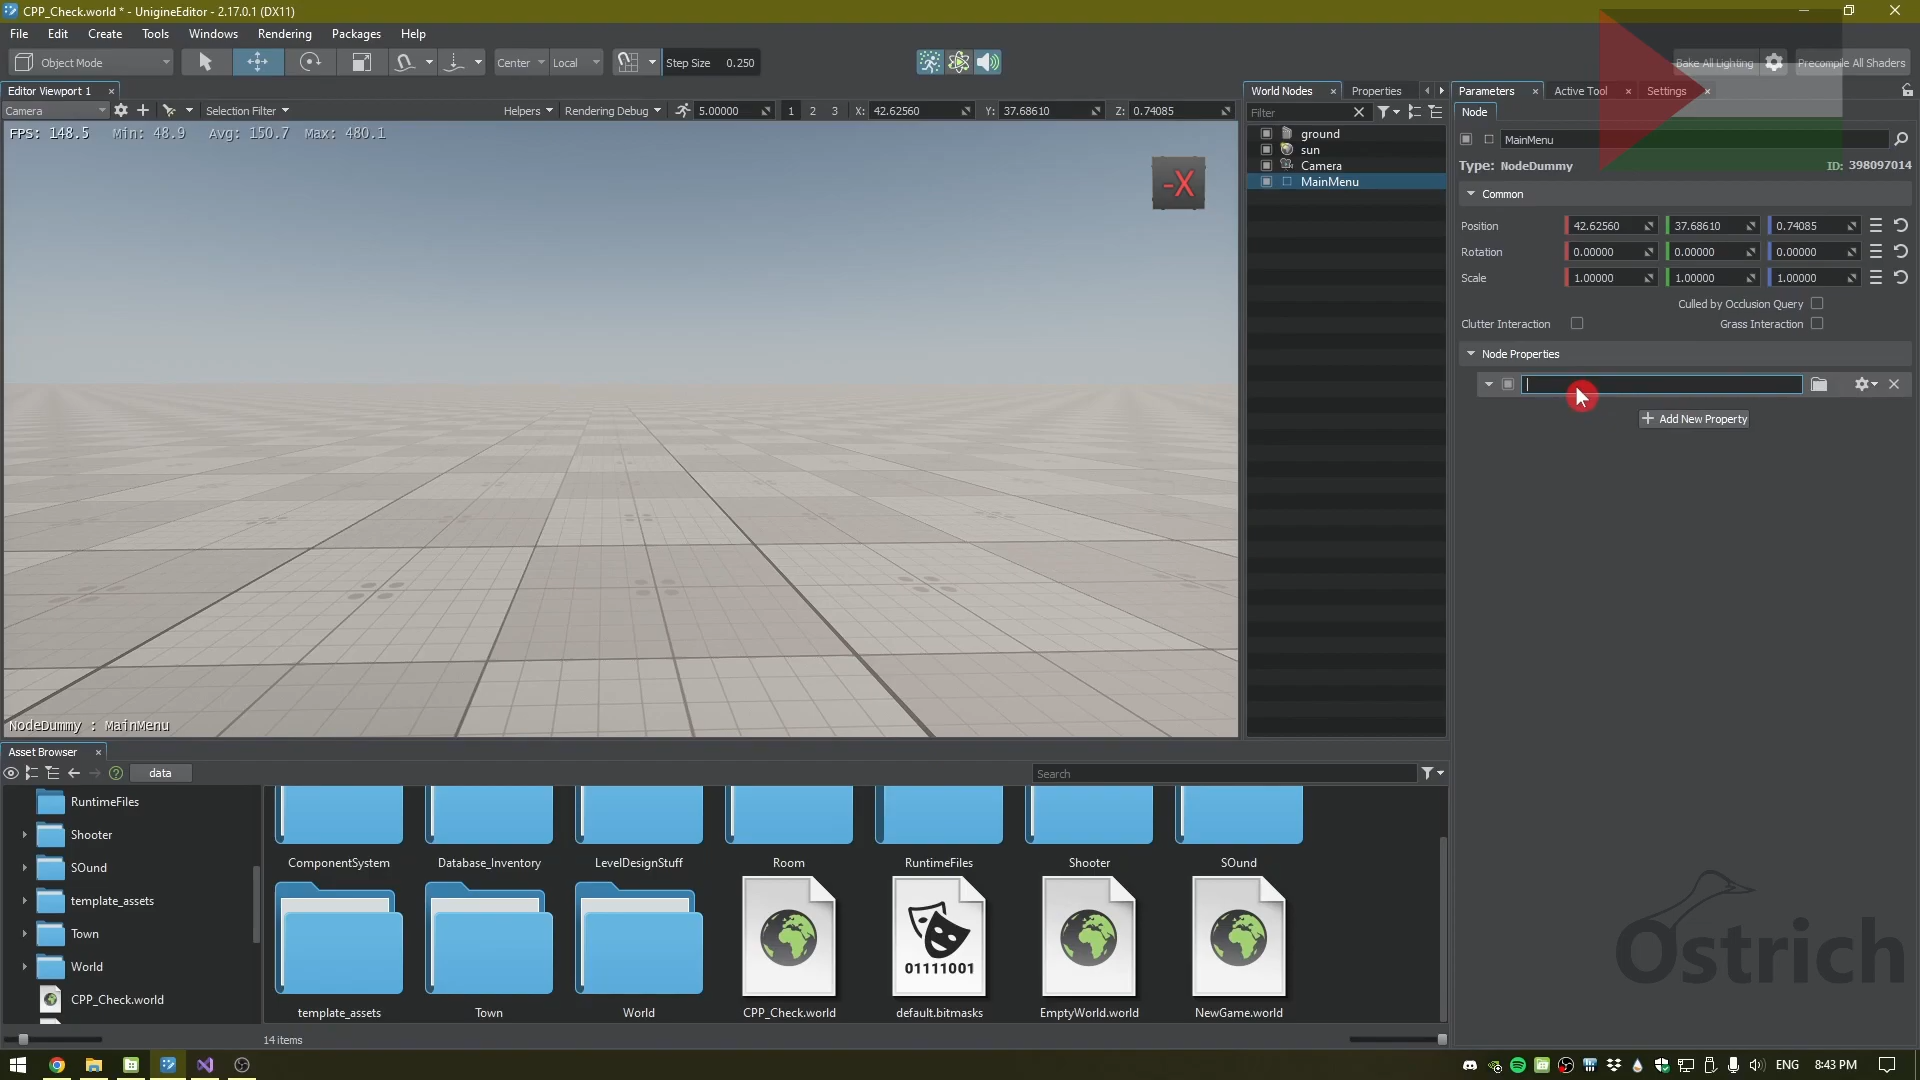 CPP_Check.world * - UnigineEditor - 2.17.0.1 (DX11)
File Edit Create Tools Windows Rendering Packages Help
Object Mode Center Local Step Size 0.250 Bake All Lighting Precompile All Shaders
Editor Viewport 1 World Nodes Properties Parameters Active Tool Settings
Camera Selection Filter Helpers Rendering Debug 5.00000 1 2 3 X: 42.62560 Y: 37.68610 Z: 0.74085 Filter Node
FPS: 148.5 Min: 48.9 Avg: 150.7 Max: 480.1
-X
ground
sun
Camera
MainMenu
MainMenu
Type: NodeDummy ID: 398097014
Common
Position 42.62560 37.68610 0.74085
Rotation 0.00000 0.00000 0.00000
Scale 1.00000 1.00000 1.00000
Culled by Occlusion Query
Clutter Interaction Grass Interaction
Node Properties
Add New Property
NodeDummy : MainMenu
Asset Browser
data Search
RuntimeFiles
Shooter
SOund
template_assets
Town
World
CPP_Check.world
ComponentSystem Database_Inventory LevelDesignStuff Room RuntimeFiles Shooter SOund
01111001
template_assets Town World CPP_Check.world default.bitmasks EmptyWorld.world NewGame.world
14 items
Ostrich
ENG 8:43 PM